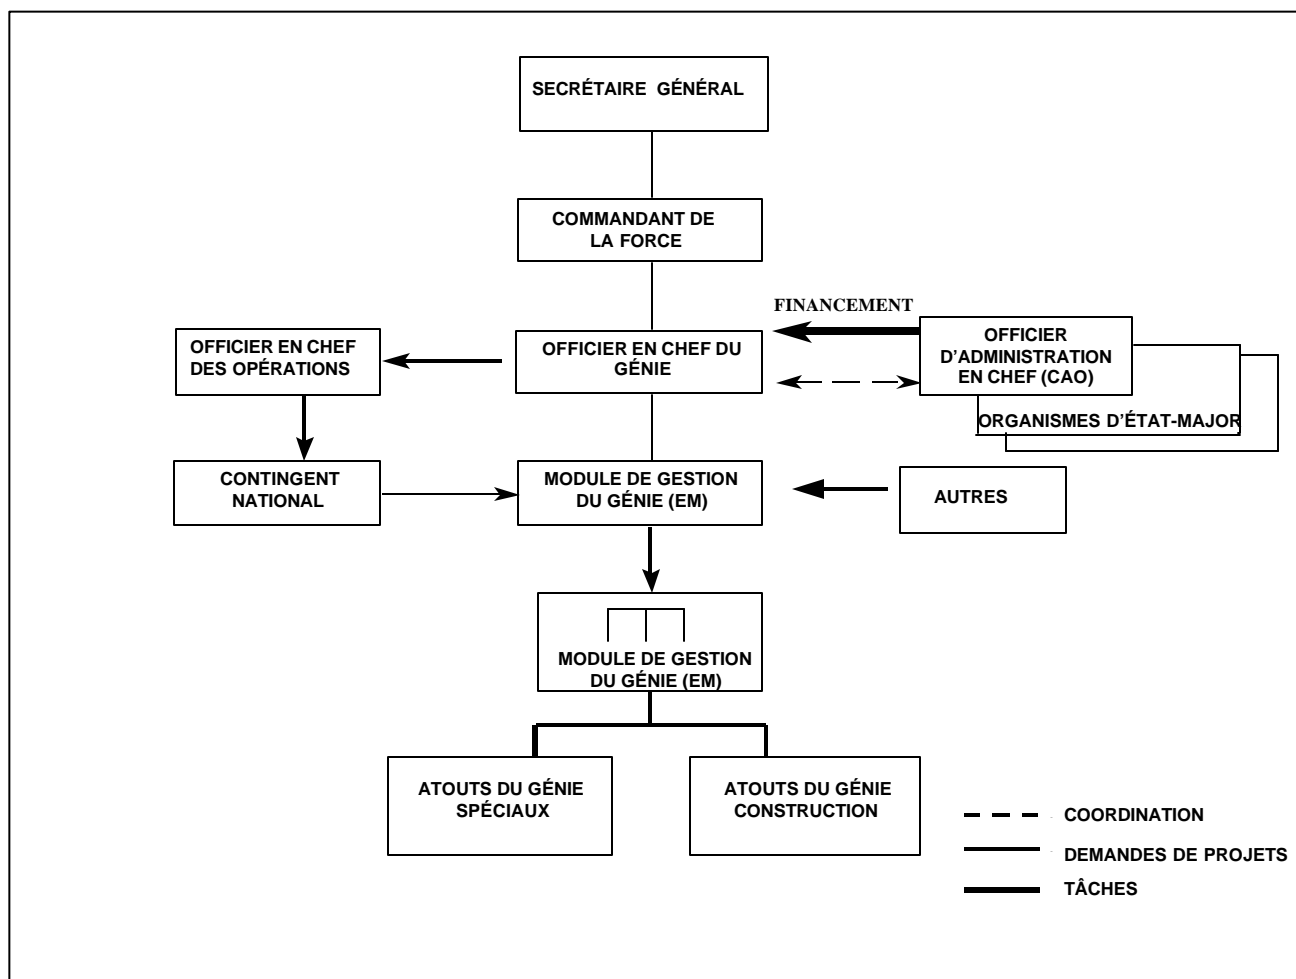 SECRÉTAIRE GÉNÉRAL
COMMANDANT DE
LA FORCE
FINANCEMENT
OFFICIER EN CHEF
DES OPÉRATIONS
OFFICIER EN CHEF DU
GÉNIE
OFFICIER
D'ADMINISTRATION
EN CHEF (CAO)
ORGANISMES D'ÉTAT-MAJOR
CONTINGENT
NATIONAL
MODULE DE GESTION
DU GÉNIE (EM)
AUTRES
MODULE DE GESTION
DU GÉNIE (EM)
ATOUTS DU GÉNIE
SPÉCIAUX
ATOUTS DU GÉNIE
CONSTRUCTION
COORDINATION
DEMANDES DE PROJETS
TÂCHES